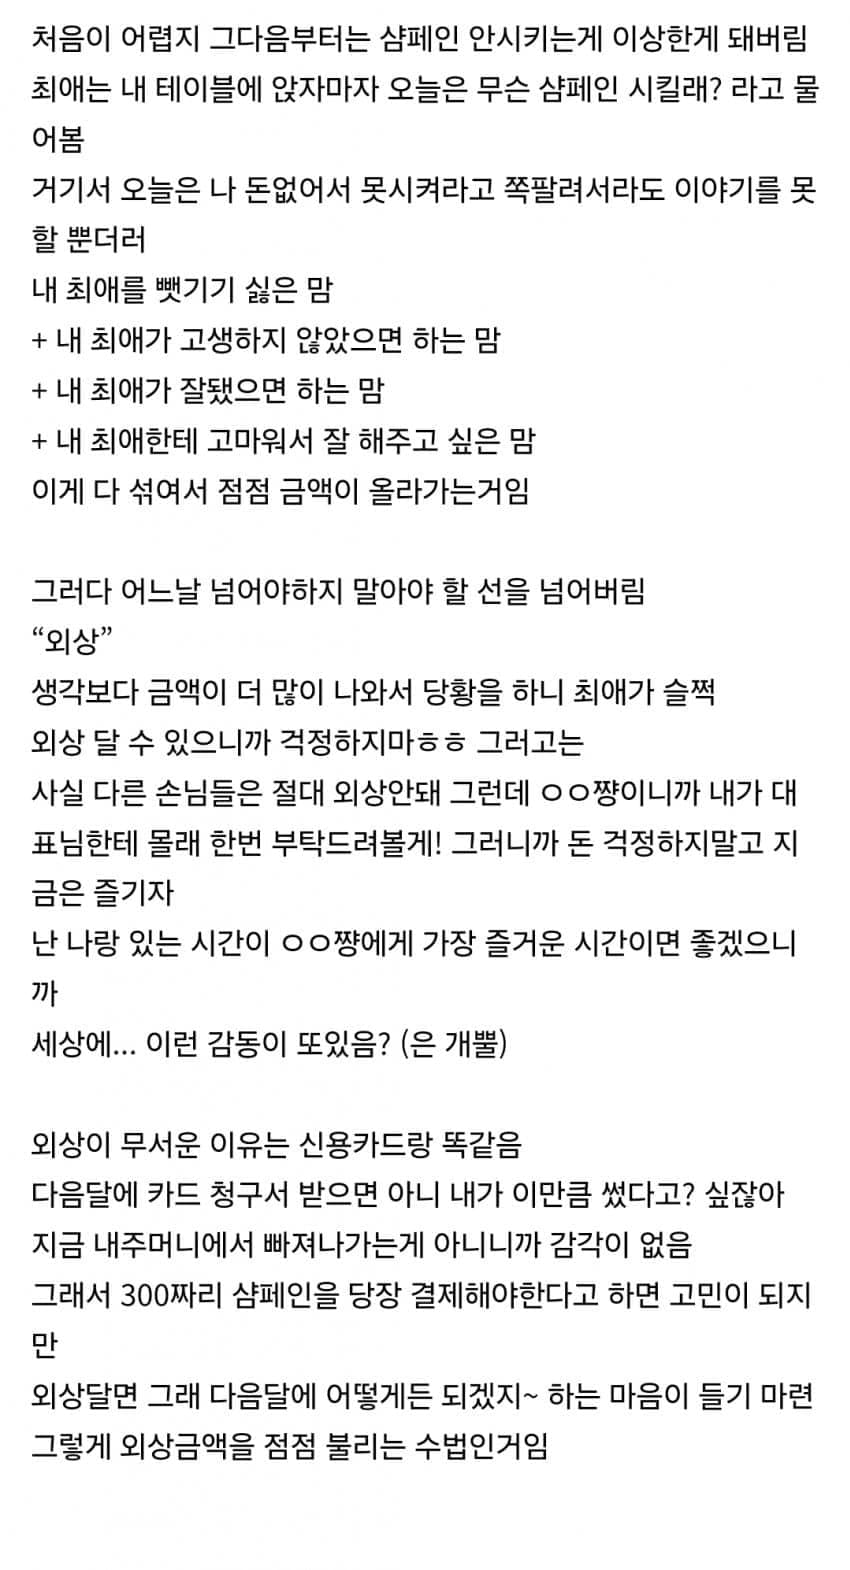 처음이 어렵지 그다음부터는 샴페인 안시키는게 이상한게 돼버림
최애는 내 테이블에 앉자마자 오늘은 무슨 샴페인 시킬래? 라고 물
어봄
거기서 오늘은 나 돈없어서 못시켜라고 쪽팔려서라도 이야기를 못
할 뿐더러
내 최애를 뺏기기 싫은 맘
+ 내 최애가 고생하지 않았으면 하는 맘
+ 내 최애가 잘됐으면 하는 맘
+ 내 최애한테 고마워서 잘 해주고 싶은 맘
이게 다 섞여서 점점 금액이 올라가는거임

그러다 어느날 넘어야하지 말아야 할 선을 넘어버림
“외상”
생각보다 금액이 더 많이 나와서 당황을 하니 최애가 슬쩍
외상 달 수 있으니까 걱정하지마ㅎㅎ 그러고는
사실 다른 손님들은 절대 외상안돼 그런데 ㅇㅇ쨩이니까 내가 대
표님한테 몰래 한번 부탁드려볼게! 그러니까 돈 걱정하지말고 지
금은 즐기자
난 나랑 있는 시간이 ㅇㅇ쨩에게 가장 즐거운 시간이면 좋겠으니
까
세상에... 이런 감동이 또있음? (은 개뿔)

외상이 무서운 이유는 신용카드랑 똑같음
다음달에 카드 청구서 받으면 아니 내가 이만큼 썼다고? 싶잖아
지금 내주머니에서 빠져나가는게 아니니까 감각이 없음
그래서 300짜리 샴페인을 당장 결제해야한다고 하면 고민이 되지
만
외상달면 그래 다음달에 어떻게든 되겠지~ 하는 마음이 들기 마련
그렇게 외상금액을 점점 불리는 수법인거임